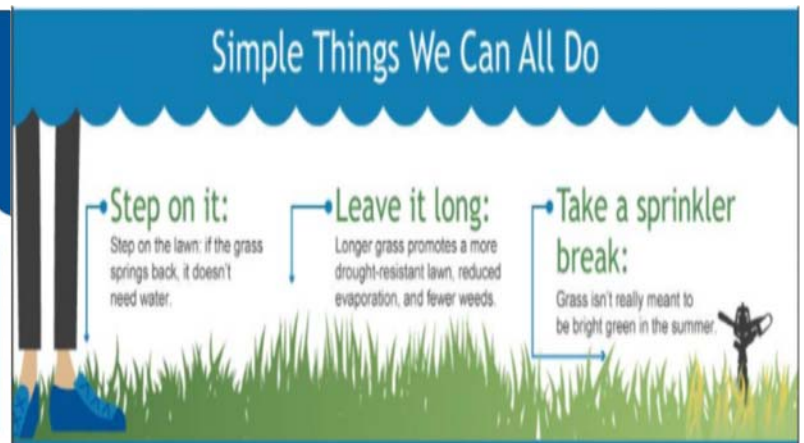 Simple Things We Can All Do
Step on it:
Step on the lawn: if the grass
springs back, it doesn't
need water.
Leave it long:
Longer grass promotes a more
drought-resistant lawn, reduced
evaporation, and fewer weeds.
Take a sprinkler
break:
Grass isn't really meant to
be bright green in the summer.